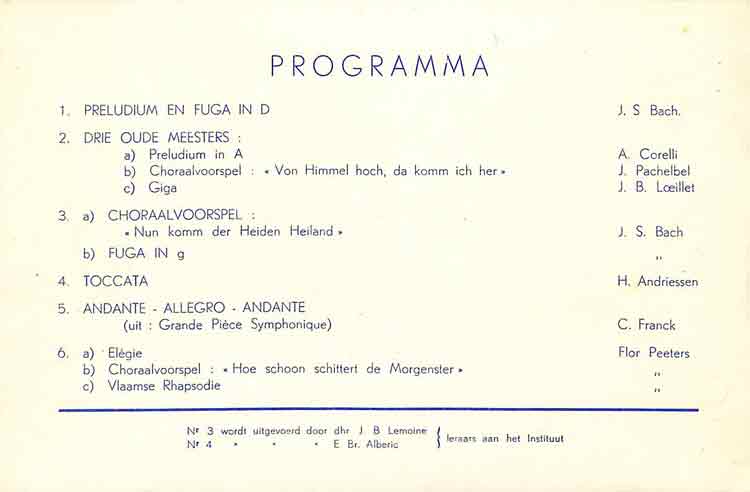 PROGRAMMA
1. PRELUDIUM EN FUGA IN D J. S Bach.
2. DRIE OUDE MEESTERS :
a) Preludium in A A. Corelli
b) Choraalvoorspel : « Von Himmel hoch, da komm ich her » J. Pachelbel
c) Giga J. B. Lœillet
3. a) CHORAALVOORSPEL :
« Nun komm der Heiden Heiland » J. S. Bach
b) FUGA IN g „
4. TOCCATA H. Andriessen
5. ANDANTE - ALLEGRO - ANDANTE
(uit : Grande Pièce Symphonique) C. Franck
6. a) Elégie Flor Peeters
b) Choraalvoorspel : « Hoe schoon schittert de Morgenster » „
c) Vlaamse Rhapsodie „
Nr 3 wordt uitgevoerd door dhr J B Lemoine
Nr 4 " " " E Br. Alberic } leraars aan het Instituut